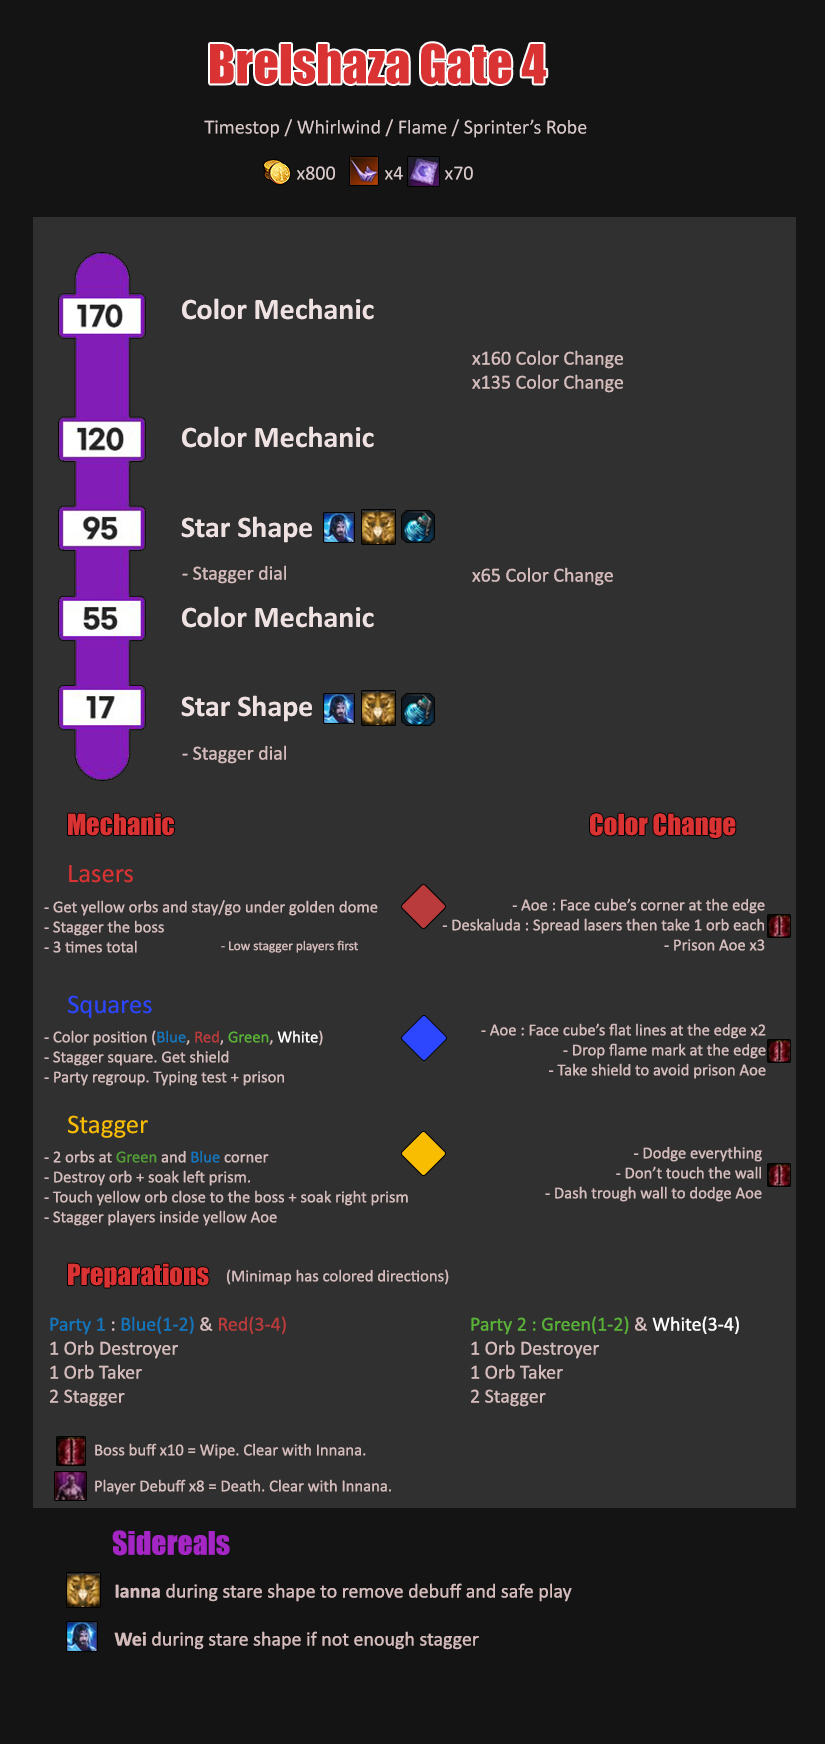 Brelshaza Gate 4
Timestop / Whirlwind / Flame / Sprinter's Robe
x800 x4 x70
170 Color Mechanic
x160 Color Change
x135 Color Change
120 Color Mechanic
95 Star Shape
- Stagger dial
x65 Color Change
55 Color Mechanic
17 Star Shape
- Stagger dial
Mechanic
Lasers
- Get yellow orbs and stay/go under golden dome
- Stagger the boss
- 3 times total
- Low stagger players first
Color Change
- Aoe : Face cube's corner at the edge
- Deskaluda : Spread lasers then take 1 orb each
- Prison Aoe x3
Squares
- Color position (Blue, Red, Green, White)
- Stagger square. Get shield
- Party regroup. Typing test + prison
- Aoe : Face cube's flat lines at the edge x2
- Drop flame mark at the edge
- Take shield to avoid prison Aoe
Stagger
- 2 orbs at Green and Blue corner
- Destroy orb + soak left prism.
- Touch yellow orb close to the boss + soak right prism
- Stagger players inside yellow Aoe
- Dodge everything
- Don't touch the wall
- Dash trough wall to dodge Aoe
Preparations (Minimap has colored directions)
Party 1 : Blue(1-2) & Red(3-4)
1 Orb Destroyer
1 Orb Taker
2 Stagger
Party 2 : Green(1-2) & White(3-4)
1 Orb Destroyer
1 Orb Taker
2 Stagger
Boss buff x10 = Wipe. Clear with Innana.
Player Debuff x8 = Death. Clear with Innana.
Sidereals
Ianna during stare shape to remove debuff and safe play
Wei during stare shape if not enough stagger